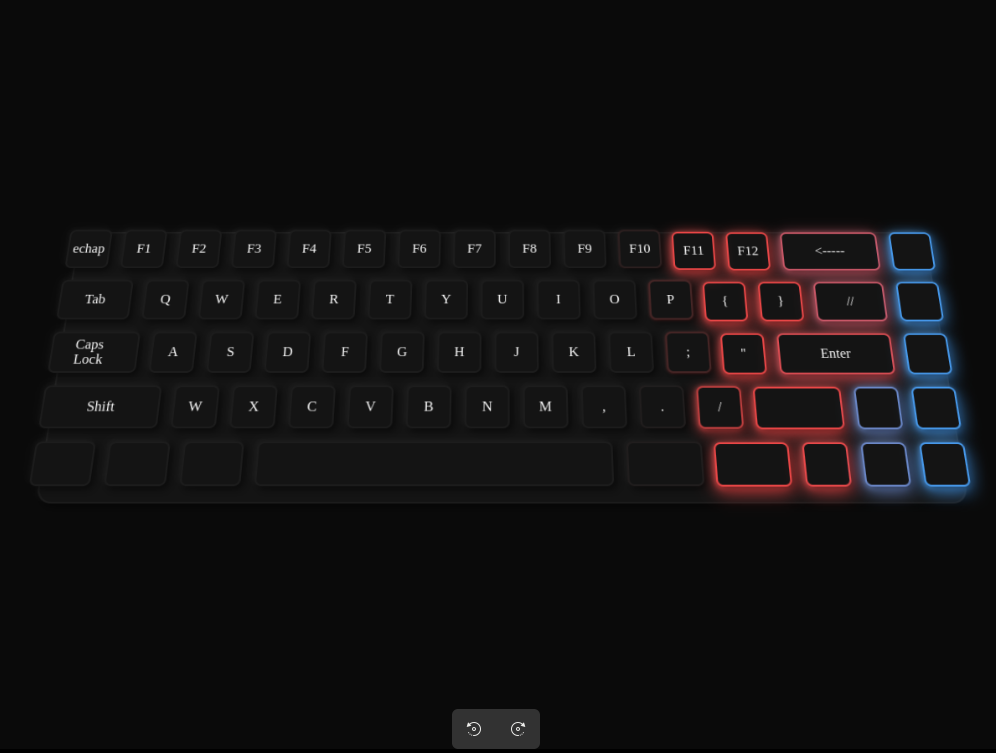 echap F1 F2 F3 F4 F5 F6 F7 F8 F9 F10 F11 F12 <-----
Tab Q W E R T Y U I O P { } //
Caps
Lock A S D F G H J K L ; " Enter
Shift W X C V B N M , . /